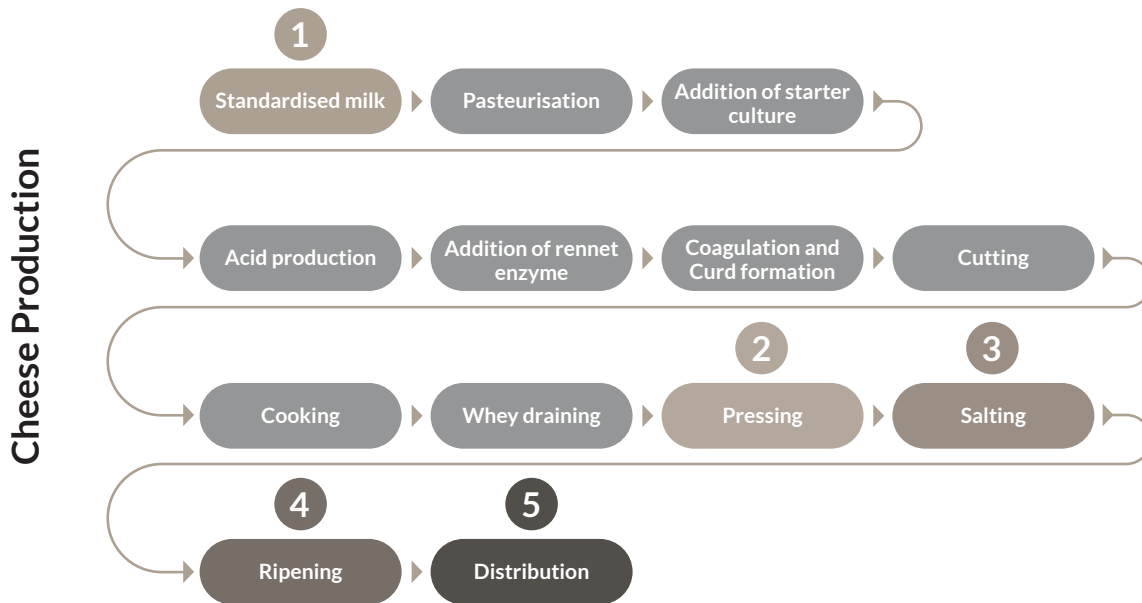 Cheese Production
1
Standardised milk
Pasteurisation
Addition of starter
culture
Acid production
Addition of rennet
enzyme
Coagulation and
Curd formation
Cutting
2
3
Cooking
Whey draining
Pressing
Salting
4
5
Ripening
Distribution